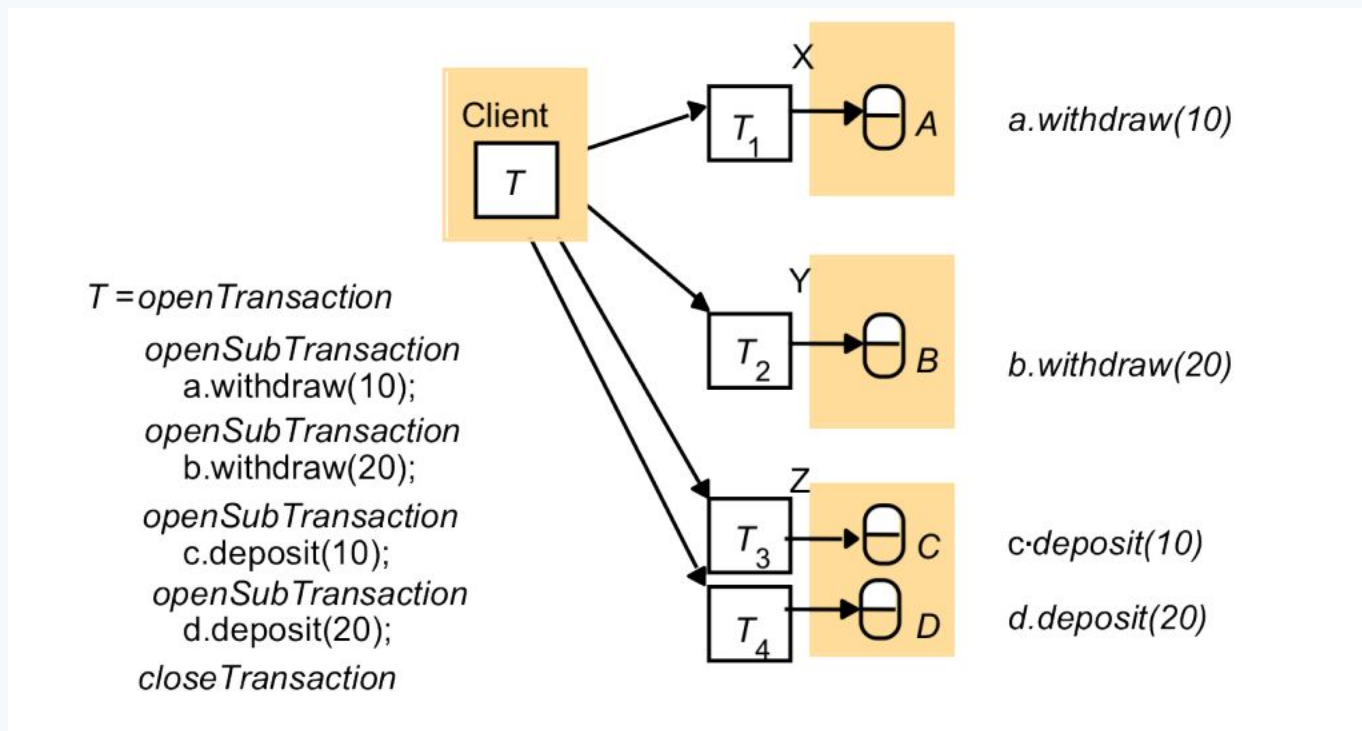 Client
T
T = openTransaction
openSubTransaction
a.withdraw(10);
openSubTransaction
b.withdraw(20);
openSubTransaction
c.deposit(10);
openSubTransaction
d.deposit(20);
closeTransaction
X
T1
A
a.withdraw(10)
Y
T2
B
b.withdraw(20)
Z
T3
C
c·deposit(10)
T4
D
d.deposit(20)